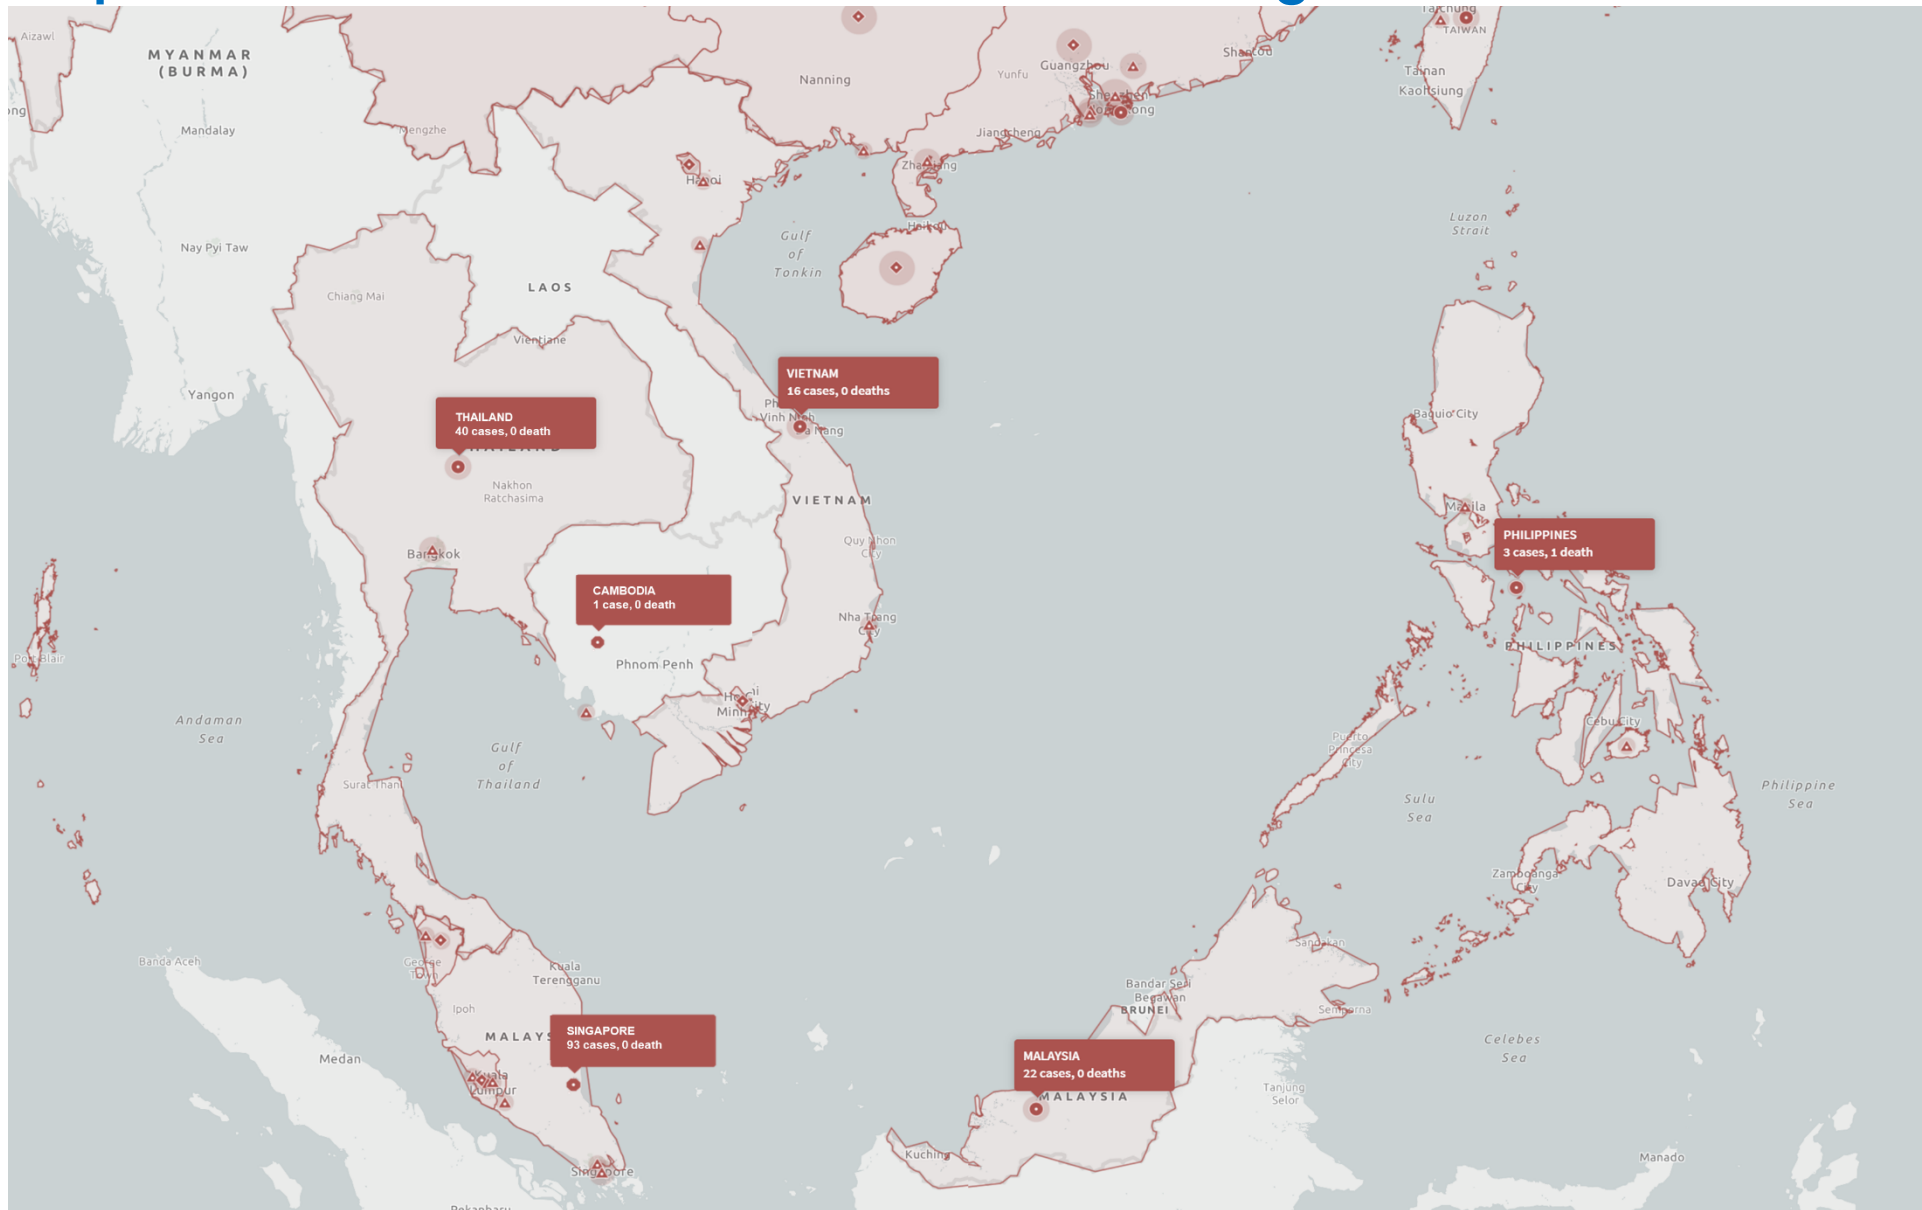 Aizawl
MYANMAR
(BURMA)
Mandalay
Mengzhe
Nay Pyi Taw
Yangon
Nanning
Yunfu
Guangzhou
Shantou
Jiangcheng
TAIWAN
Tainan
Kaohsiung
Luzon
Strait
Gulf
of
Tonkin
Chiang Mai
LAOS
Vientiane
VIETNAM
16 cases, 0 deaths
Vinh Ninh
THAILAND
40 cases, 0 death
Nakhon
Ratchasima
Bangkok
VIETNAM
Quy Nhon
City
Nha Trang
City
CAMBODIA
1 case, 0 death
Phnom Penh
Baguio City
Manila
PHILIPPINES
3 cases, 1 death
PHILIPPINES
Cebu City
Puerto
Princesa
City
Port Blair
Andaman
Sea
Gulf
of
Thailand
Surat Thani
Sulu
Sea
Philippine
Sea
Zamboanga
City
Davao City
Banda Aceh
George
Town
Kuala
Terengganu
Ipoh
Medan
SINGAPORE
93 cases, 0 death
Kuala
Lumpur
Singapore
Sandakan
Bandar Seri
Begawan
BRUNEI
Semporna
Celebes
Sea
MALAYSIA
22 cases, 0 deaths
MALAYSIA
Tanjung
Selor
Kuching
Manado